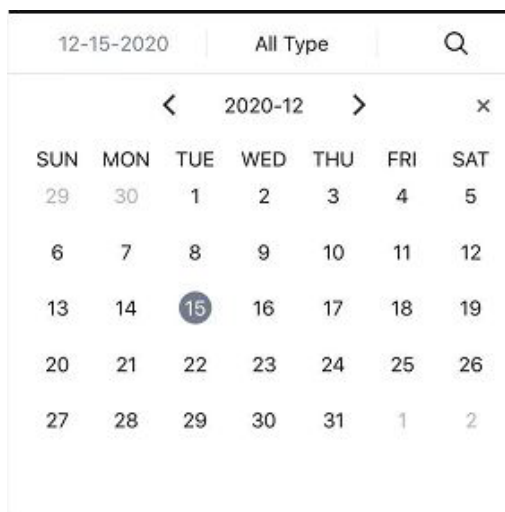 12-15-2020 All Type
2020-12 ×
SUN MON TUE WED THU FRI SAT
29 30 1 2 3 4 5
6 7 8 9 10 11 12
13 14 15 16 17 18 19
20 21 22 23 24 25 26
27 28 29 30 31 1 2